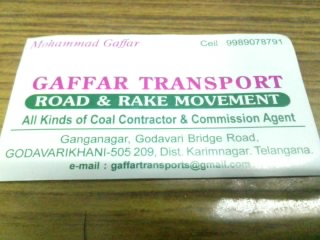 Mohammad Gaffar
Cell 9989078791
GAFFAR TRANSPORT
ROAD & RAKE MOVEMENT
All Kinds of Coal Contractor & Commission Agent
Ganganagar, Godavari Bridge Road,
GODAVARIKHANI-505 209, Dist. Karimnagar. Telangana.
e-mail : gaffartransports@gmail.com